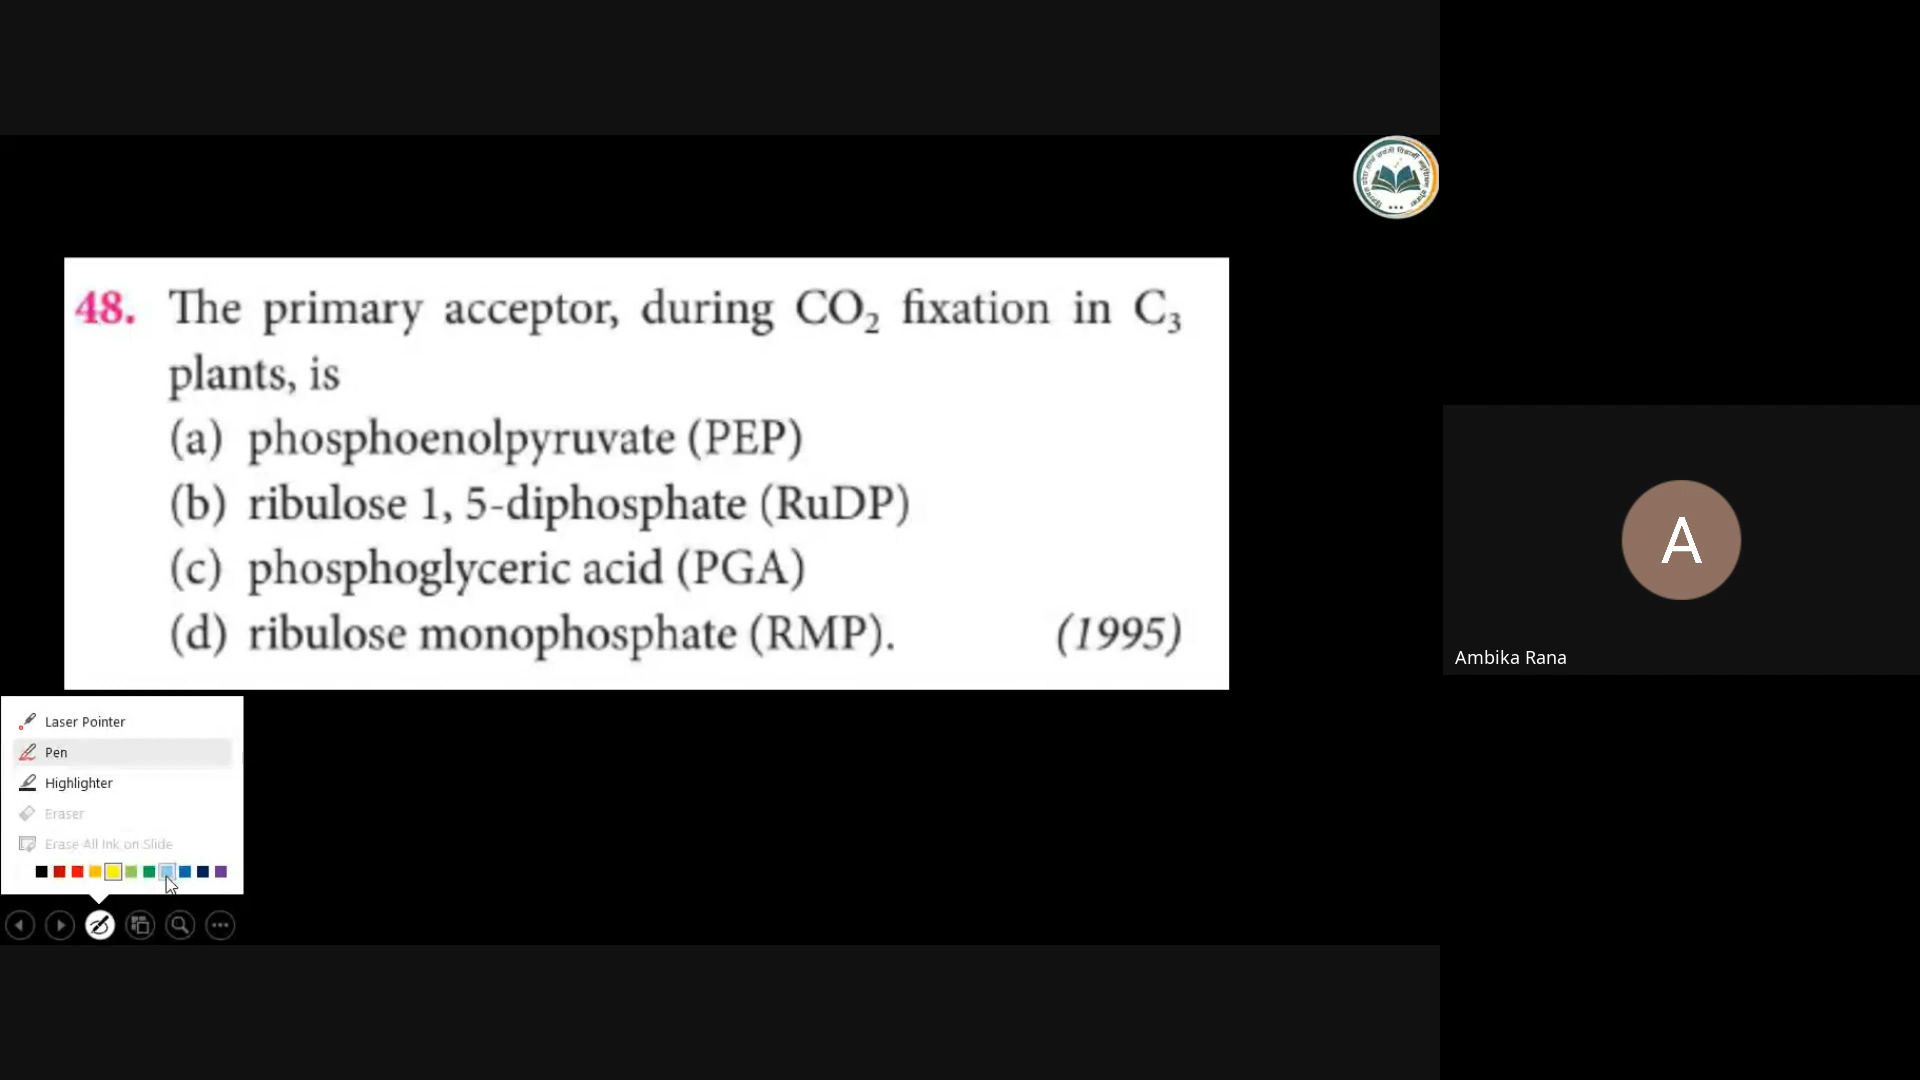 48. The primary acceptor, during CO₂ fixation in C₃
plants, is
(a) phosphoenolpyruvate (PEP)
(b) ribulose 1, 5-diphosphate (RuDP)
(c) phosphoglyceric acid (PGA)
(d) ribulose monophosphate (RMP). (1995)
A
Ambika Rana
Laser Pointer
Pen
Highlighter
Eraser
Erase All Ink on Slide